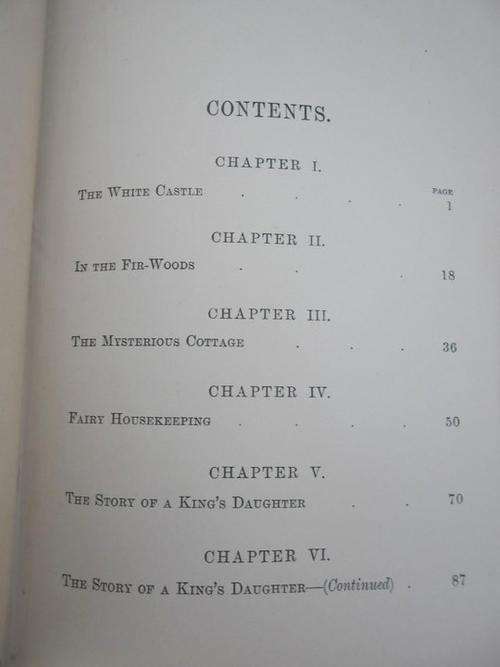 CONTENTS.
CHAPTER I.
PAGE
THE WHITE CASTLE . . . . 1
CHAPTER II.
IN THE FIR-WOODS . . . 18
CHAPTER III.
THE MYSTERIOUS COTTAGE . . . 36
CHAPTER IV.
FAIRY HOUSEKEEPING . . . . 50
CHAPTER V.
THE STORY OF A KING'S DAUGHTER . . 70
CHAPTER VI.
THE STORY OF A KING'S DAUGHTER—(Continued) . 87